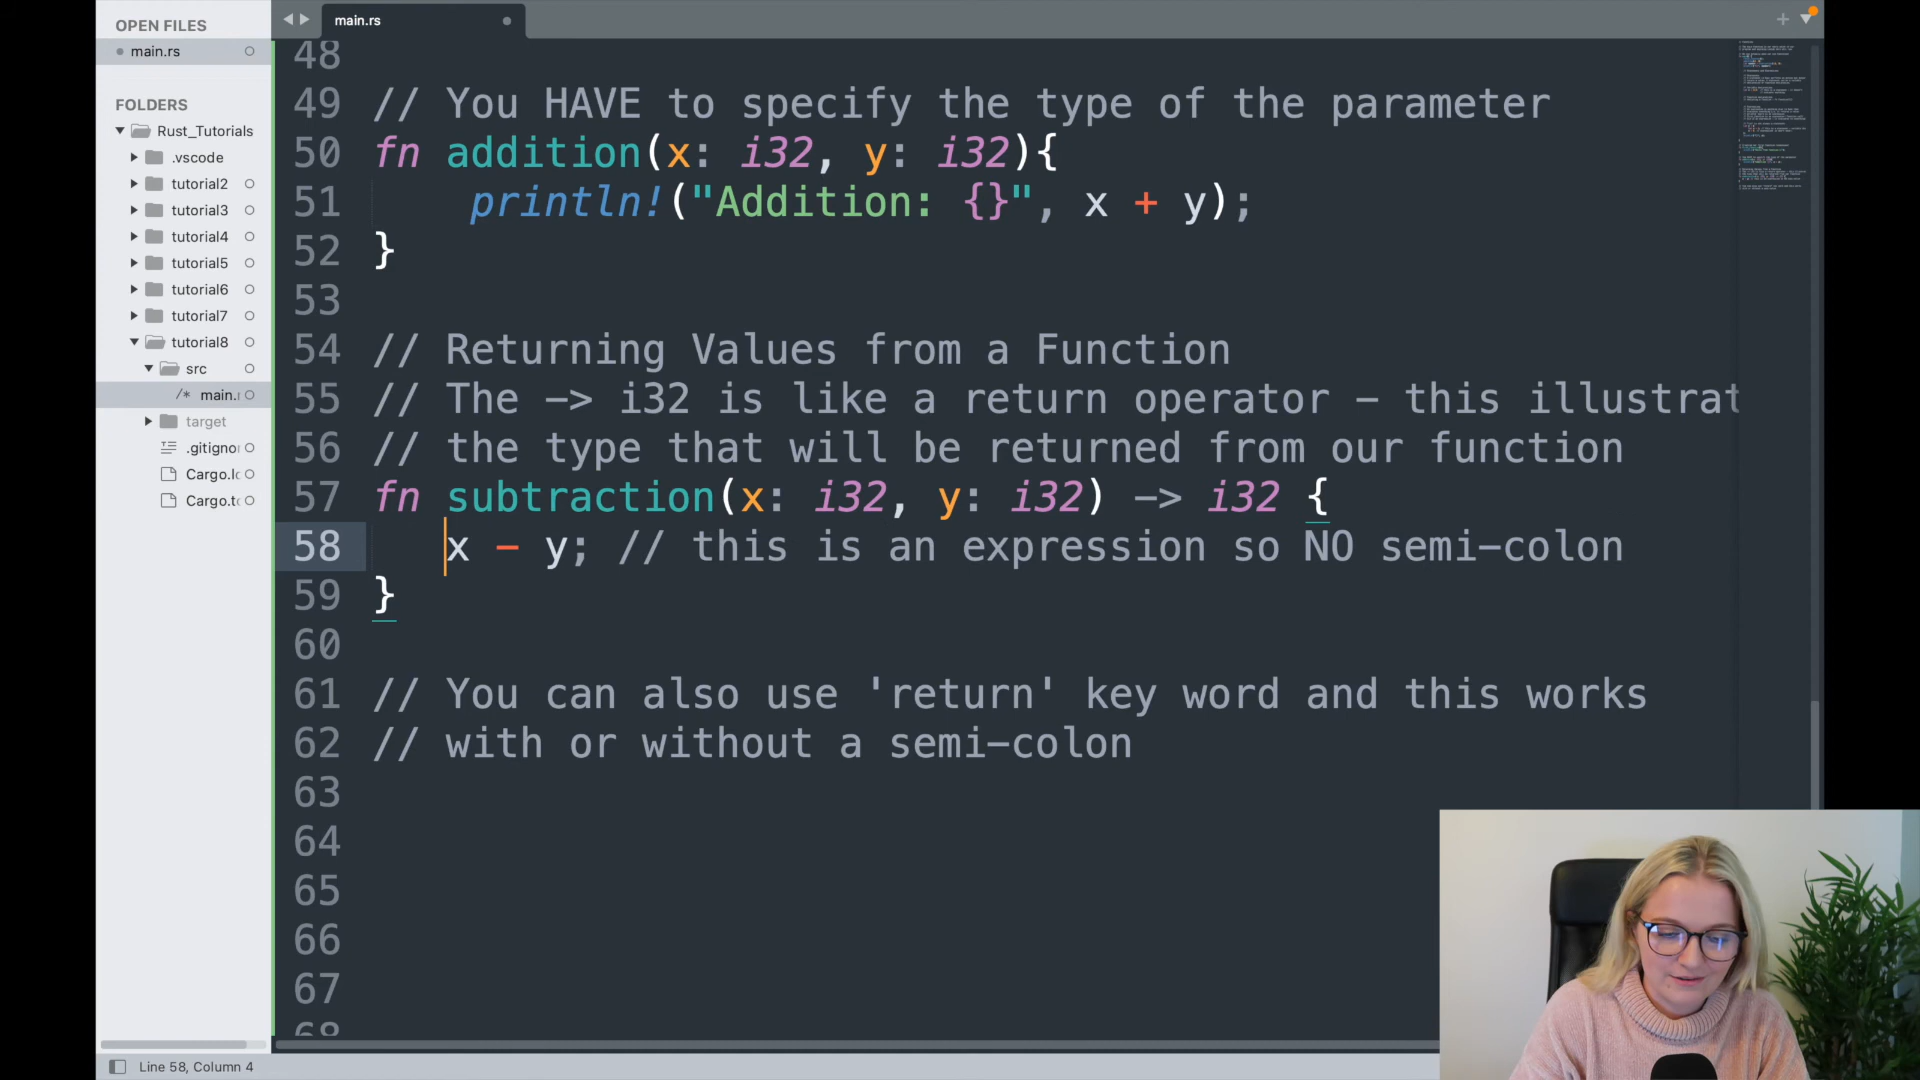 OPEN FILES
main.rs
FOLDERS
Rust_Tutorials
.vscode
tutorial2
tutorial3
tutorial4
tutorial5
tutorial6
tutorial7
tutorial8
src
/* main.
target
.gitigno
Cargo.lo
Cargo.to
main.rs
48
49 // You HAVE to specify the type of the parameter
50 fn addition(x: i32, y: i32){
51 println!("Addition: {}", x + y);
52 }
53
54 // Returning Values from a Function
55 // The -> i32 is like a return operator - this illustrat
56 // the type that will be returned from our function
57 fn subtraction(x: i32, y: i32) -> i32 {
58 x - y; // this is an expression so NO semi-colon
59 }
60
61 // You can also use 'return' key word and this works
62 // with or without a semi-colon
63
64
65
66
67
68
Line 58, Column 4